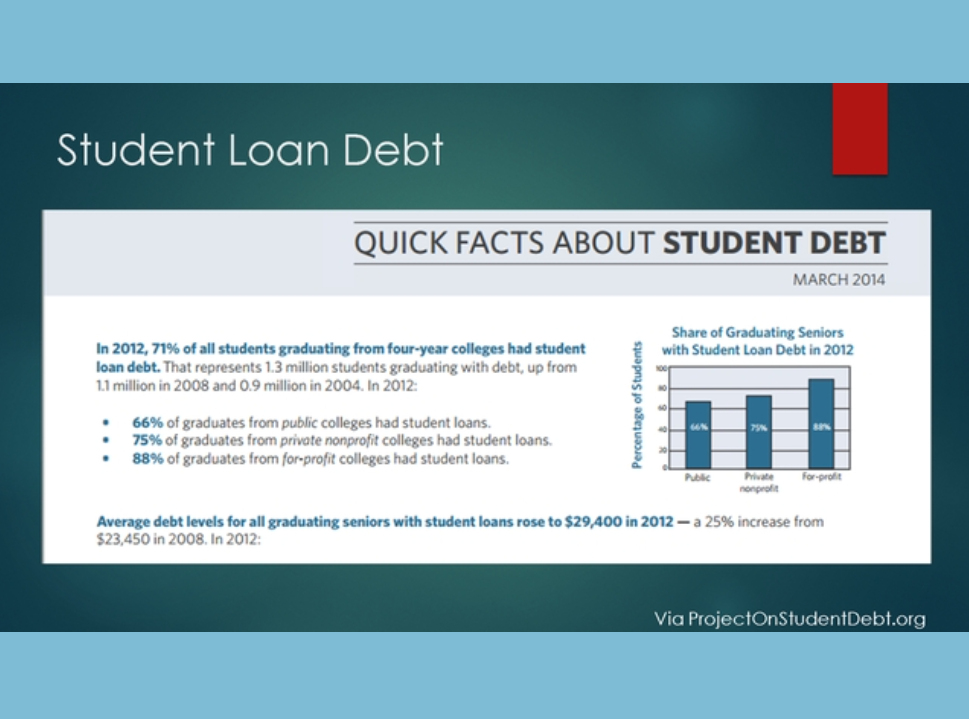 Student Loan Debt
QUICK FACTS ABOUT STUDENT DEBT
MARCH 2014
In 2012, 71% of all students graduating from four-year colleges had student
loan debt. That represents 1.3 million students graduating with debt, up from
1.1 million in 2008 and 0.9 million in 2004. In 2012:
• 66% of graduates from public colleges had student loans.
• 75% of graduates from private nonprofit colleges had student loans.
• 88% of graduates from for-profit colleges had student loans.
Share of Graduating Seniors
with Student Loan Debt in 2012
Percentage of Students
100
80
60
40
20
0
66%
75%
88%
Public
Private
nonprofit
For-profit
Average debt levels for all graduating seniors with student loans rose to $29,400 in 2012 — a 25% increase from
$23,450 in 2008. In 2012:
Via ProjectOnStudentDebt.org